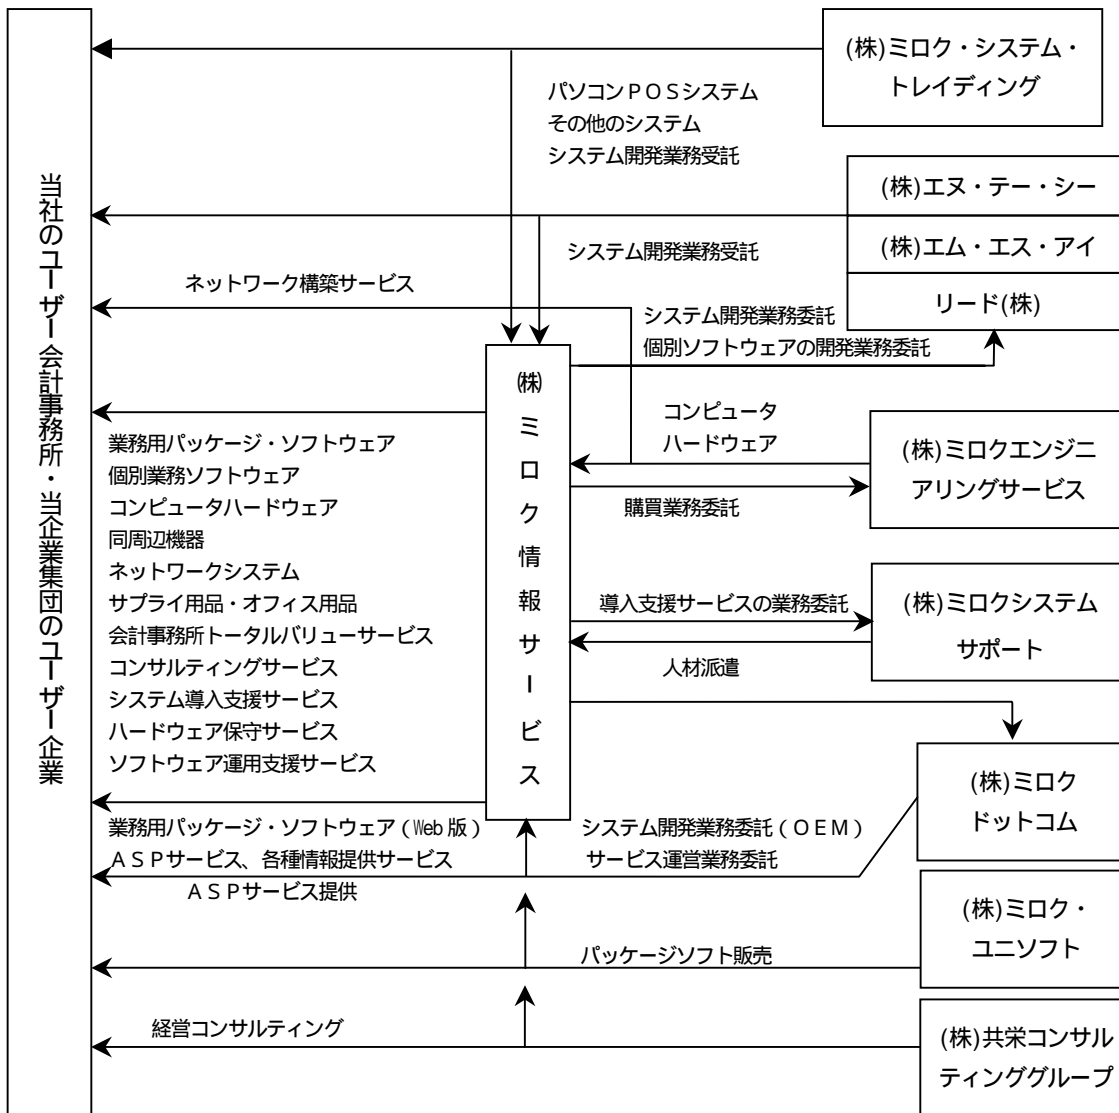 当社のユーザー会計事務所・当企業集団のユーザー企業
(株)ミロク・システム・
トレイディング
パソコンＰＯＳシステム
その他のシステム
システム開発業務受託
(株)エヌ・テー・シー
(株)エム・エス・アイ
リード(株)
システム開発業務受託
ネットワーク構築サービス
システム開発業務委託
個別ソフトウェアの開発業務委託
㈱ミロク情報サービス
コンピュータ
ハードウェア
(株)ミロクエンジニ
アリングサービス
購買業務委託
業務用パッケージ・ソフトウェア
個別業務ソフトウェア
コンピュータハードウェア
同周辺機器
ネットワークシステム
サプライ用品・オフィス用品
会計事務所トータルバリューサービス
コンサルティングサービス
システム導入支援サービス
ハードウェア保守サービス
ソフトウェア運用支援サービス
導入支援サービスの業務委託
人材派遣
(株)ミロクシステム
サポート
(株)ミロク
ドットコム
業務用パッケージ・ソフトウェア（Web 版）
ＡＳＰサービス、各種情報提供サービス
ＡＳＰサービス提供
システム開発業務委託（ＯＥＭ）
サービス運営業務委託
(株)ミロク・
ユニソフト
パッケージソフト販売
経営コンサルティング
(株)共栄コンサル
ティンググループ